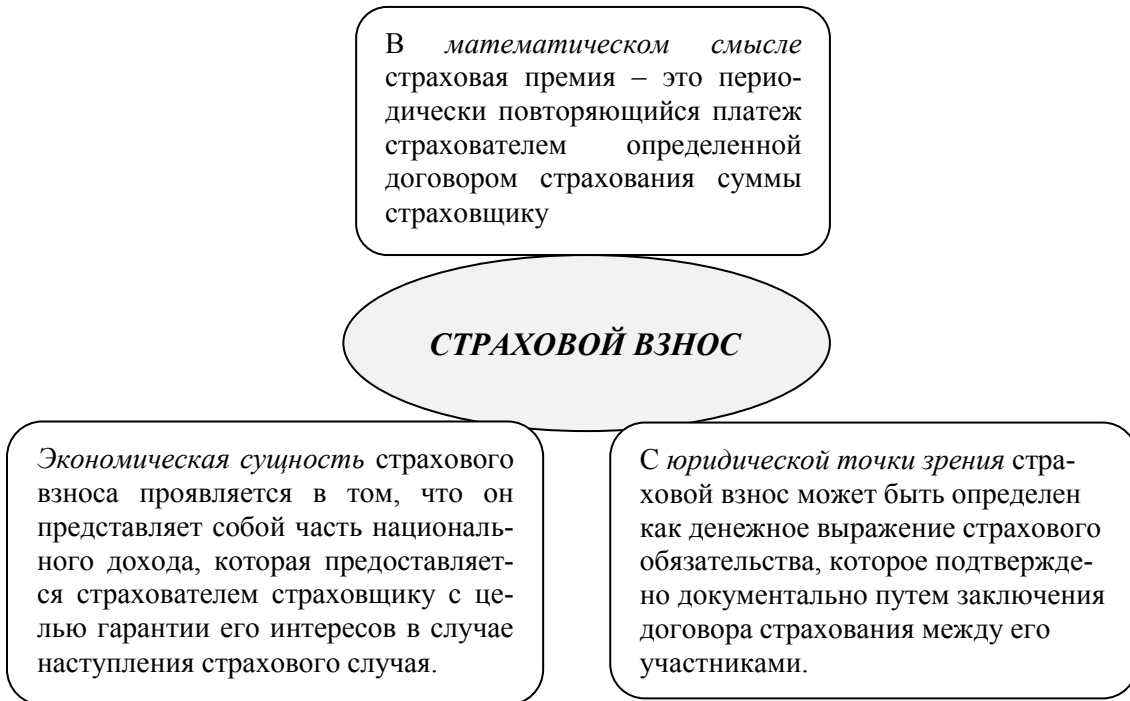 В математическом смысле
страховая премия – это перио-
дически повторяющийся платеж
страхователем определенной
договором страхования суммы
страховщику
СТРАХОВОЙ ВЗНОС
Экономическая сущность страхового
взноса проявляется в том, что он
представляет собой часть националь-
ного дохода, которая предоставляет-
ся страхователем страховщику с це-
лью гарантии его интересов в случае
наступления страхового случая.
С юридической точки зрения стра-
ховой взнос может быть определен
как денежное выражение страхового
обязательства, которое подтвержде-
но документально путем заключения
договора страхования между его
участниками.